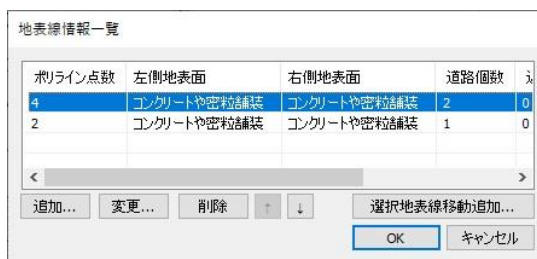 地表線情報一覧
ポリライン点数 左側地表面 右側地表面 道路個数
4 コンクリートや密粒舗装 コンクリートや密粒舗装 2 0
2 コンクリートや密粒舗装 コンクリートや密粒舗装 1 0
追加... 変更... 削除 ↑ ↓ 選択地表線移動追加...
OK キャンセル